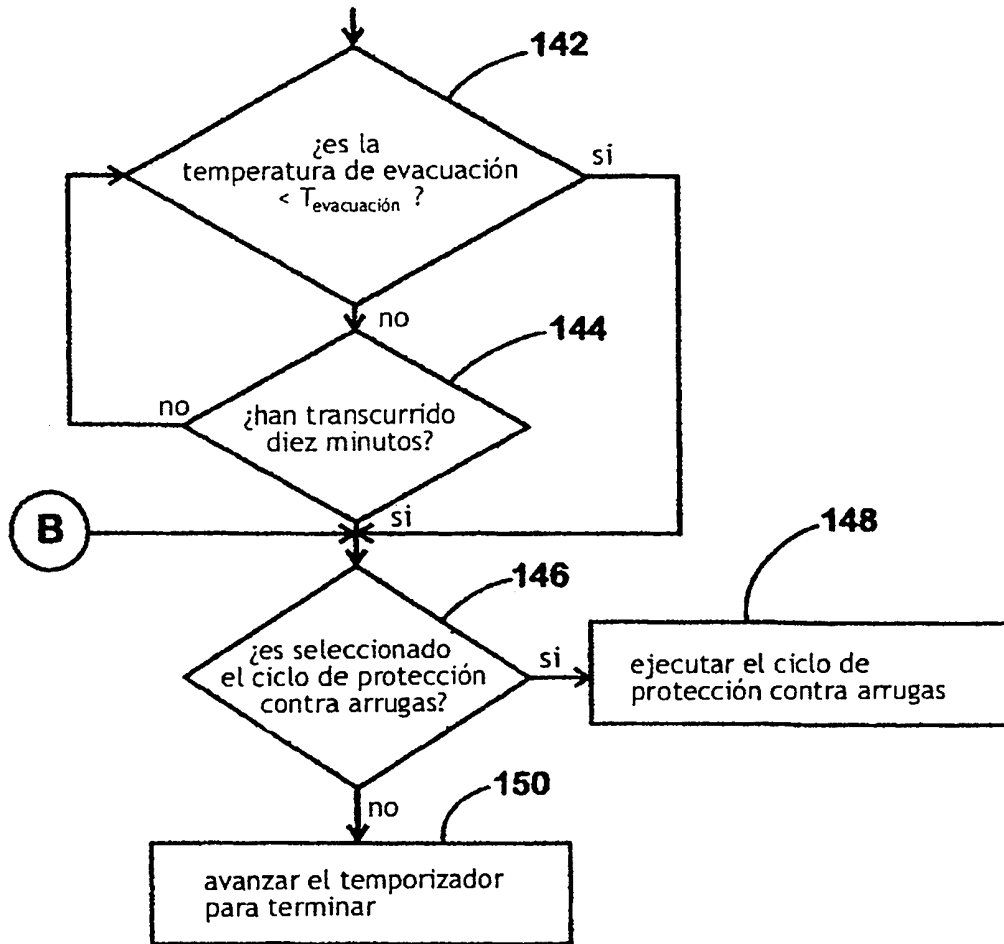 142
¿es la
temperatura de evacuación
< Tevacuación ?
si
no
144
no
¿han transcurrido
diez minutos?
si
B
146
148
¿es seleccionado
el ciclo de protección
contra arrugas?
si
ejecutar el ciclo de
protección contra arrugas
no
150
avanzar el temporizador
para terminar